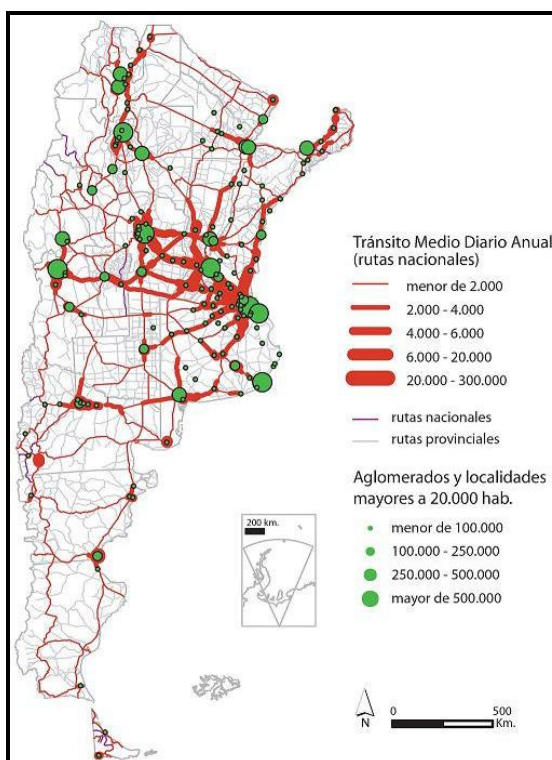 Tránsito Medio Diario Anual
(rutas nacionales)
menor de 2.000
2.000 - 4.000
4.000 - 6.000
6.000 - 20.000
20.000 - 300.000
rutas nacionales
rutas provinciales
Aglomerados y localidades
mayores a 20.000 hab.
menor de 100.000
100.000 - 250.000
250.000 - 500.000
mayor de 500.000
200 km.
N
0 500
Km.